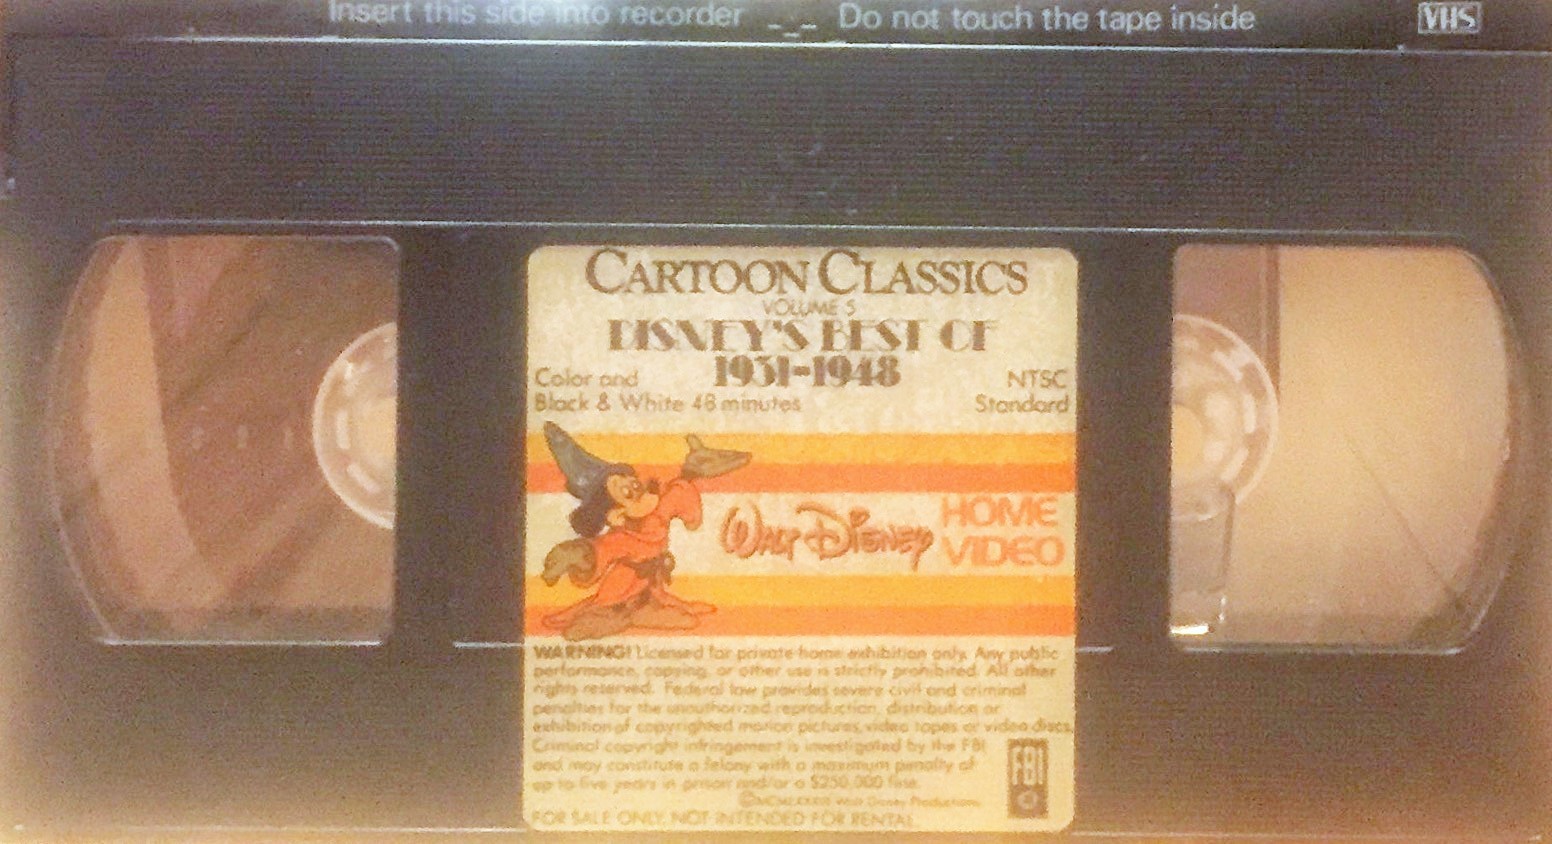 Insert this side into recorder Do not touch the tape inside VHS
CARTOON CLASSICS
VOLUME 5
DISNEY'S BEST OF
1931-1948
Color and NTSC
Black & White 48 minutes Standard
WALT DISNEY HOME VIDEO
WARNING! Licensed for private home exhibition only. Any public
performance, copying, or other use is strictly prohibited. All other
rights reserved. Federal law provides severe civil and criminal
penalties for the unauthorized reproduction, distribution or
exhibition of copyrighted motion pictures, video tapes or video discs.
Criminal copyright infringement is investigated by the FBI
and may constitute a felony with a maximum penalty of
up to five years in prison and/or a $250,000 fine.
FBI
© Walt Disney Productions
FOR SALE ONLY. NOT INTENDED FOR RENTAL.